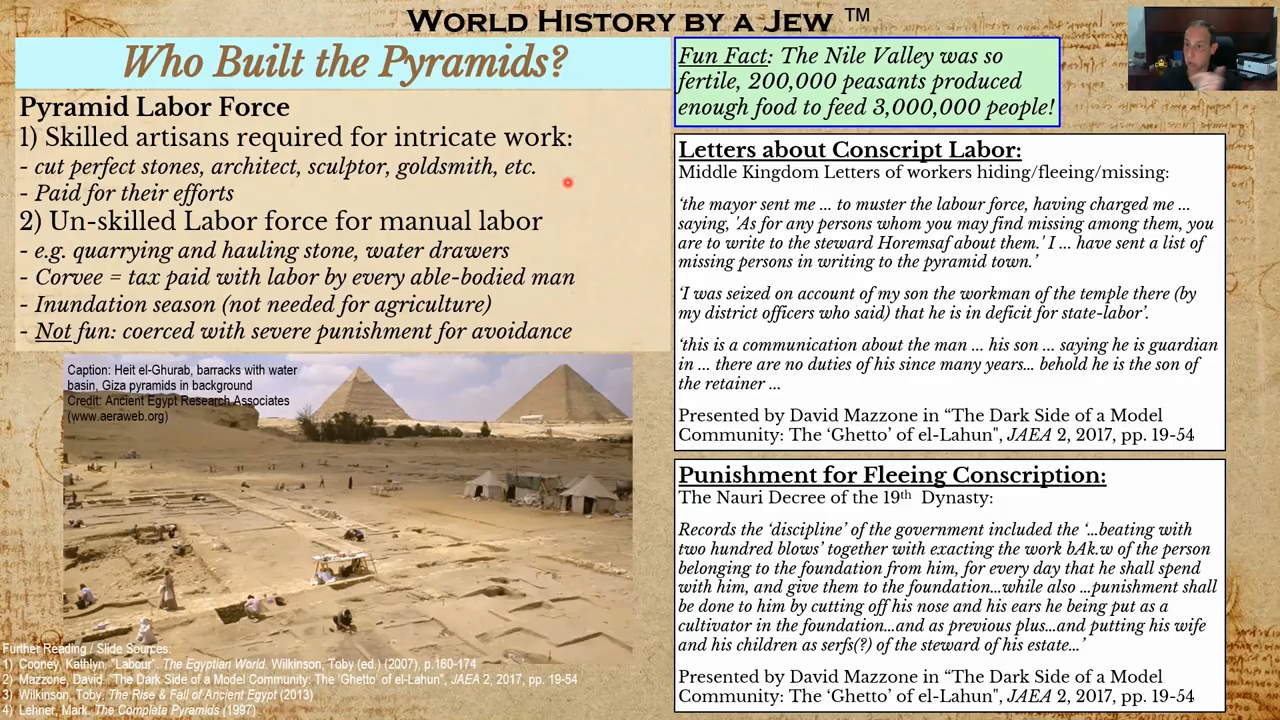 World History by a Jew ™
Who Built the Pyramids?
Pyramid Labor Force
1) Skilled artisans required for intricate work:
- cut perfect stones, architect, sculptor, goldsmith, etc.
- Paid for their efforts
2) Un-skilled Labor force for manual labor
- e.g. quarrying and hauling stone, water drawers
- Corvee = tax paid with labor by every able-bodied man
- Inundation season (not needed for agriculture)
- Not fun: coerced with severe punishment for avoidance
Caption: Heit el-Ghurab, barracks with water
basin, Giza pyramids in background
Credit: Ancient Egypt Research Associates
(www.aeraweb.org)
Further Reading / Slide Sources:
1) Cooney, Kathlyn. "Labour". The Egyptian World. Wilkinson, Toby (ed.) (2007), p.160-174
2) Mazzone, David. "The Dark Side of a Model Community: The 'Ghetto' of el-Lahun", JAEA 2, 2017, pp. 19-54
3) Wilkinson, Toby. The Rise & Fall of Ancient Egypt (2013)
4) Lehner, Mark. The Complete Pyramids (1997)
Fun Fact: The Nile Valley was so
fertile, 200,000 peasants produced
enough food to feed 3,000,000 people!
Letters about Conscript Labor:
Middle Kingdom Letters of workers hiding/fleeing/missing:
‘the mayor sent me ... to muster the labour force, having charged me ...
saying, 'As for any persons whom you may find missing among them, you
are to write to the steward Horemsaf about them.' I ... have sent a list of
missing persons in writing to the pyramid town.’
‘I was seized on account of my son the workman of the temple there (by
my district officers who said) that he is in deficit for state-labor’.
‘this is a communication about the man ... his son ... saying he is guardian
in ... there are no duties of his since many years... behold he is the son of
the retainer ...
Presented by David Mazzone in “The Dark Side of a Model
Community: The ‘Ghetto’ of el-Lahun", JAEA 2, 2017, pp. 19-54
Punishment for Fleeing Conscription:
The Nauri Decree of the 19th Dynasty:
Records the ‘discipline’ of the government included the ‘...beating with
two hundred blows’ together with exacting the work bAk.w of the person
belonging to the foundation from him, for every day that he shall spend
with him, and give them to the foundation...while also ...punishment shall
be done to him by cutting off his nose and his ears he being put as a
cultivator in the foundation...and as previous plus...and putting his wife
and his children as serfs(?) of the steward of his estate...’
Presented by David Mazzone in “The Dark Side of a Model
Community: The ‘Ghetto’ of el-Lahun", JAEA 2, 2017, pp. 19-54